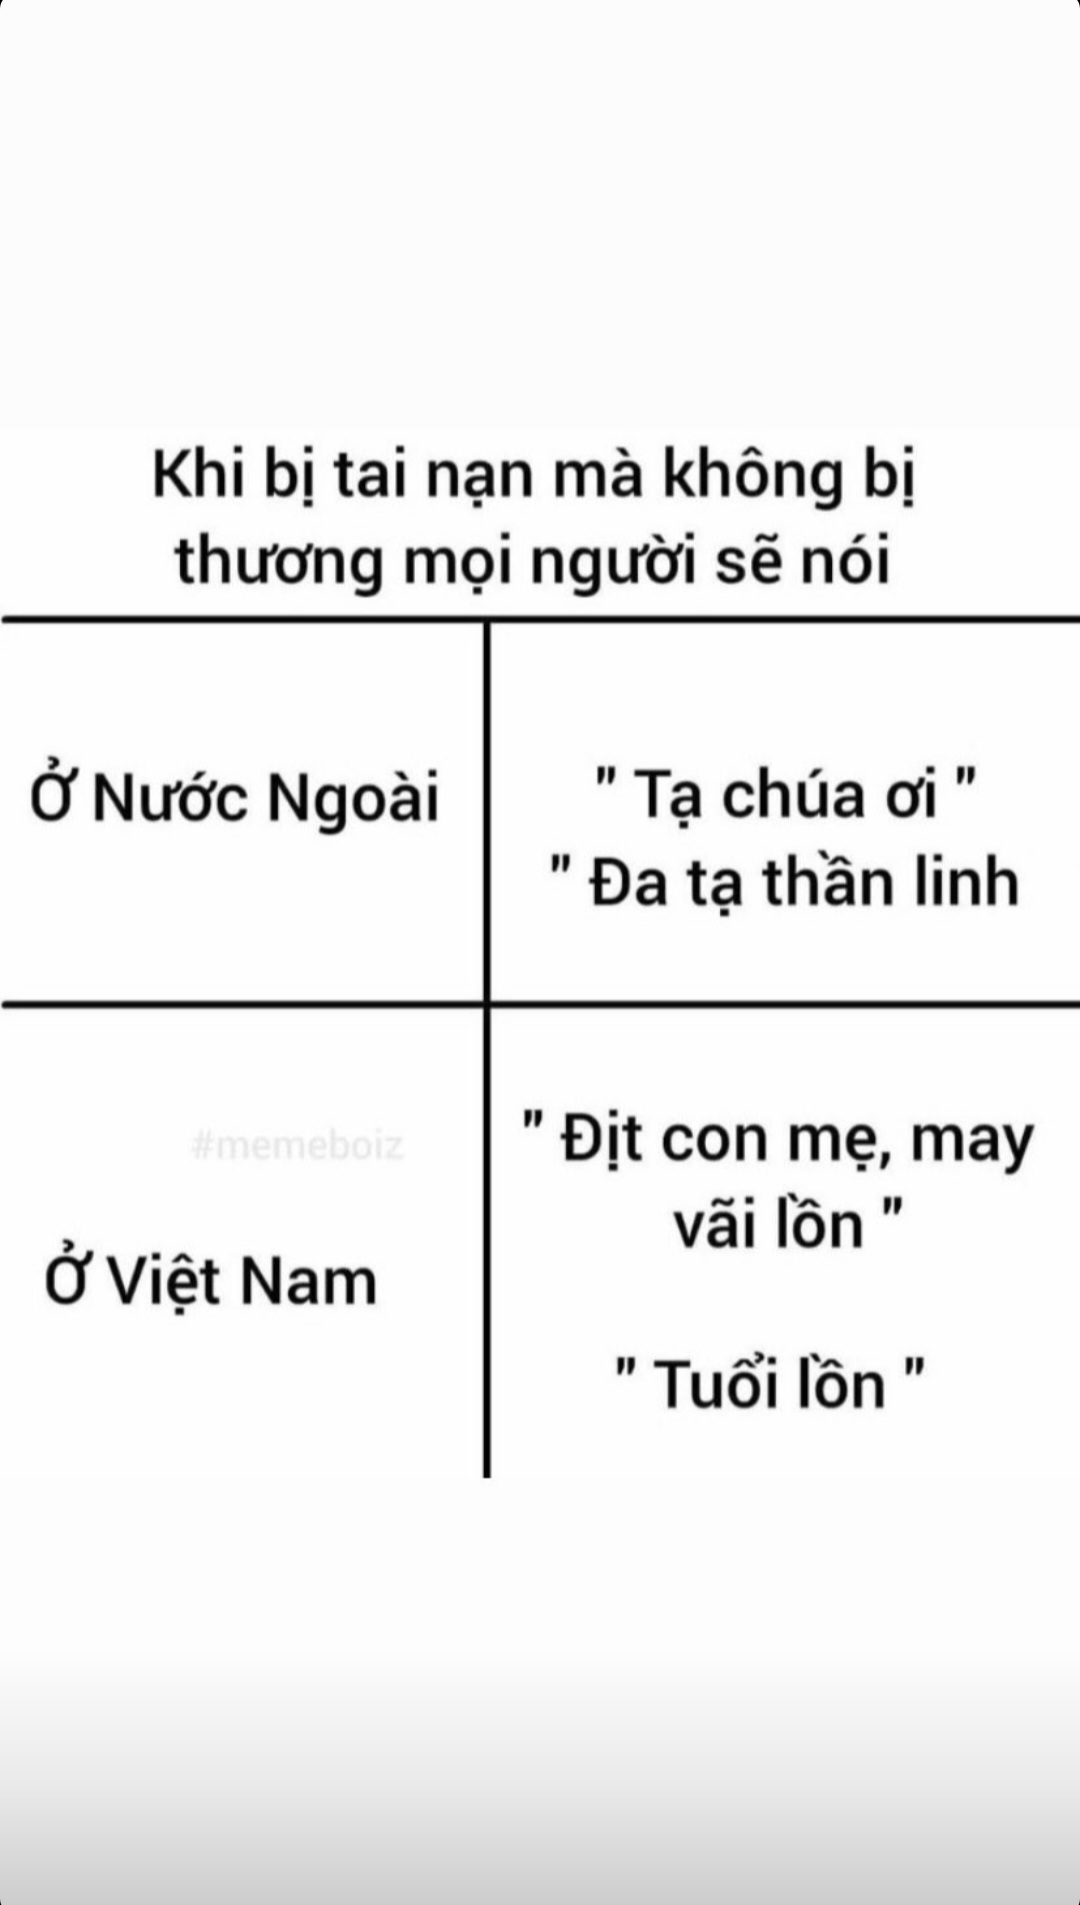 Khi bị tai nạn mà không bị
thương mọi người sẽ nói
Ở Nước Ngoài
" Tạ chúa ơi "
" Đa tạ thần linh
#memeboiz
Ở Việt Nam
" Địt con mẹ, may
vãi lồn "
" Tuổi lồn "